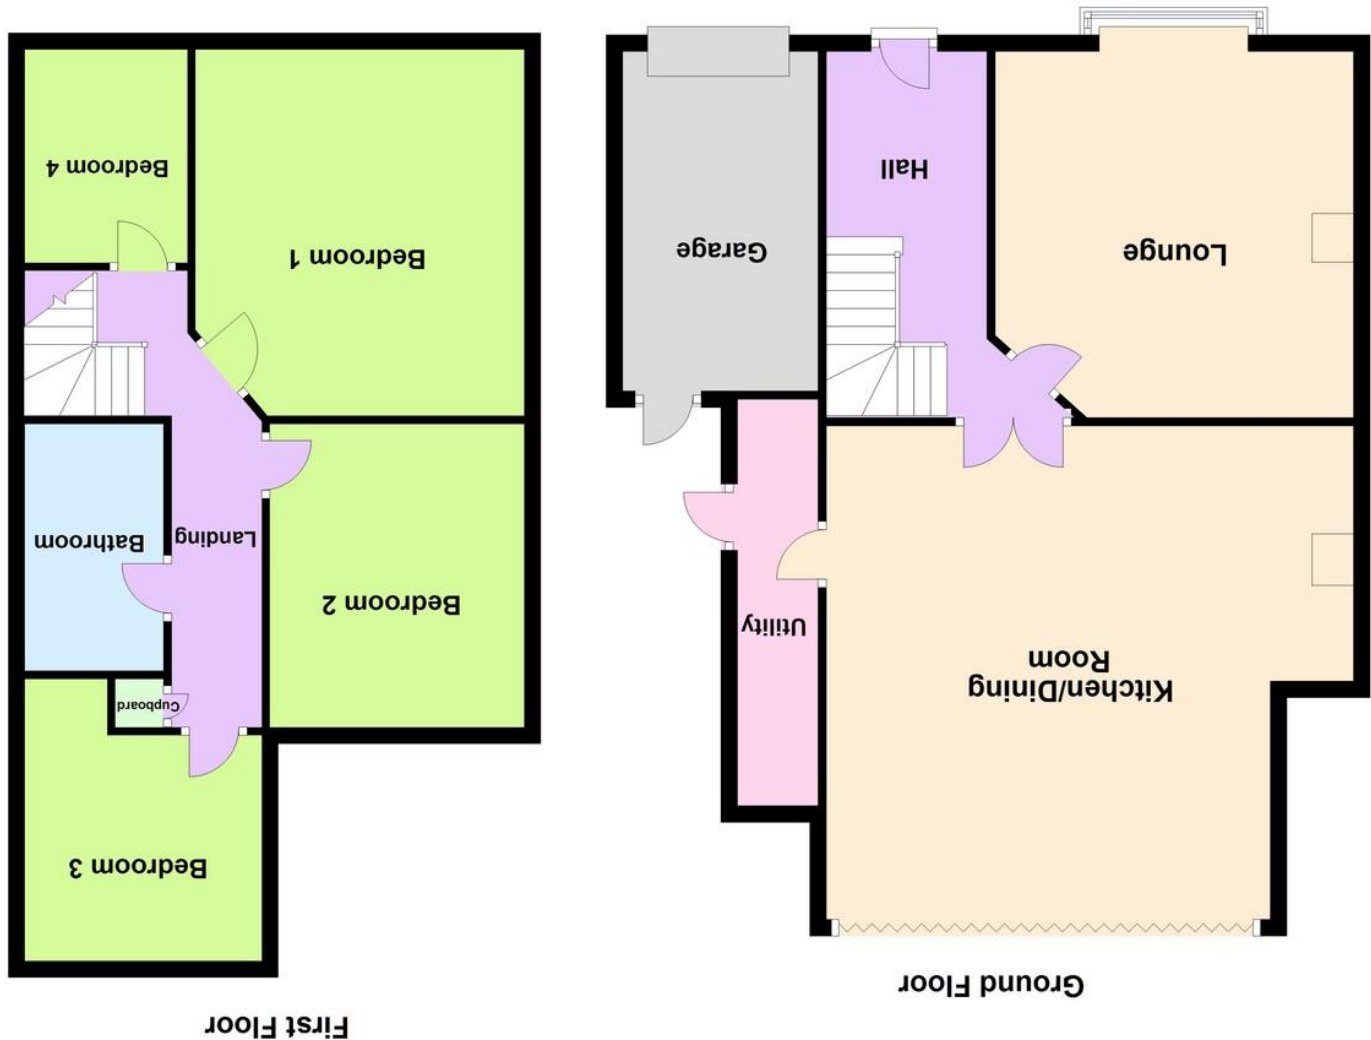 Ground Floor
Kitchen/Dining
Room
Utility
Lounge
Garage
Hall
First Floor
Bedroom 3
Cupboard
Bedroom 2
Landing
Bathroom
Bedroom 1
Bedroom 4